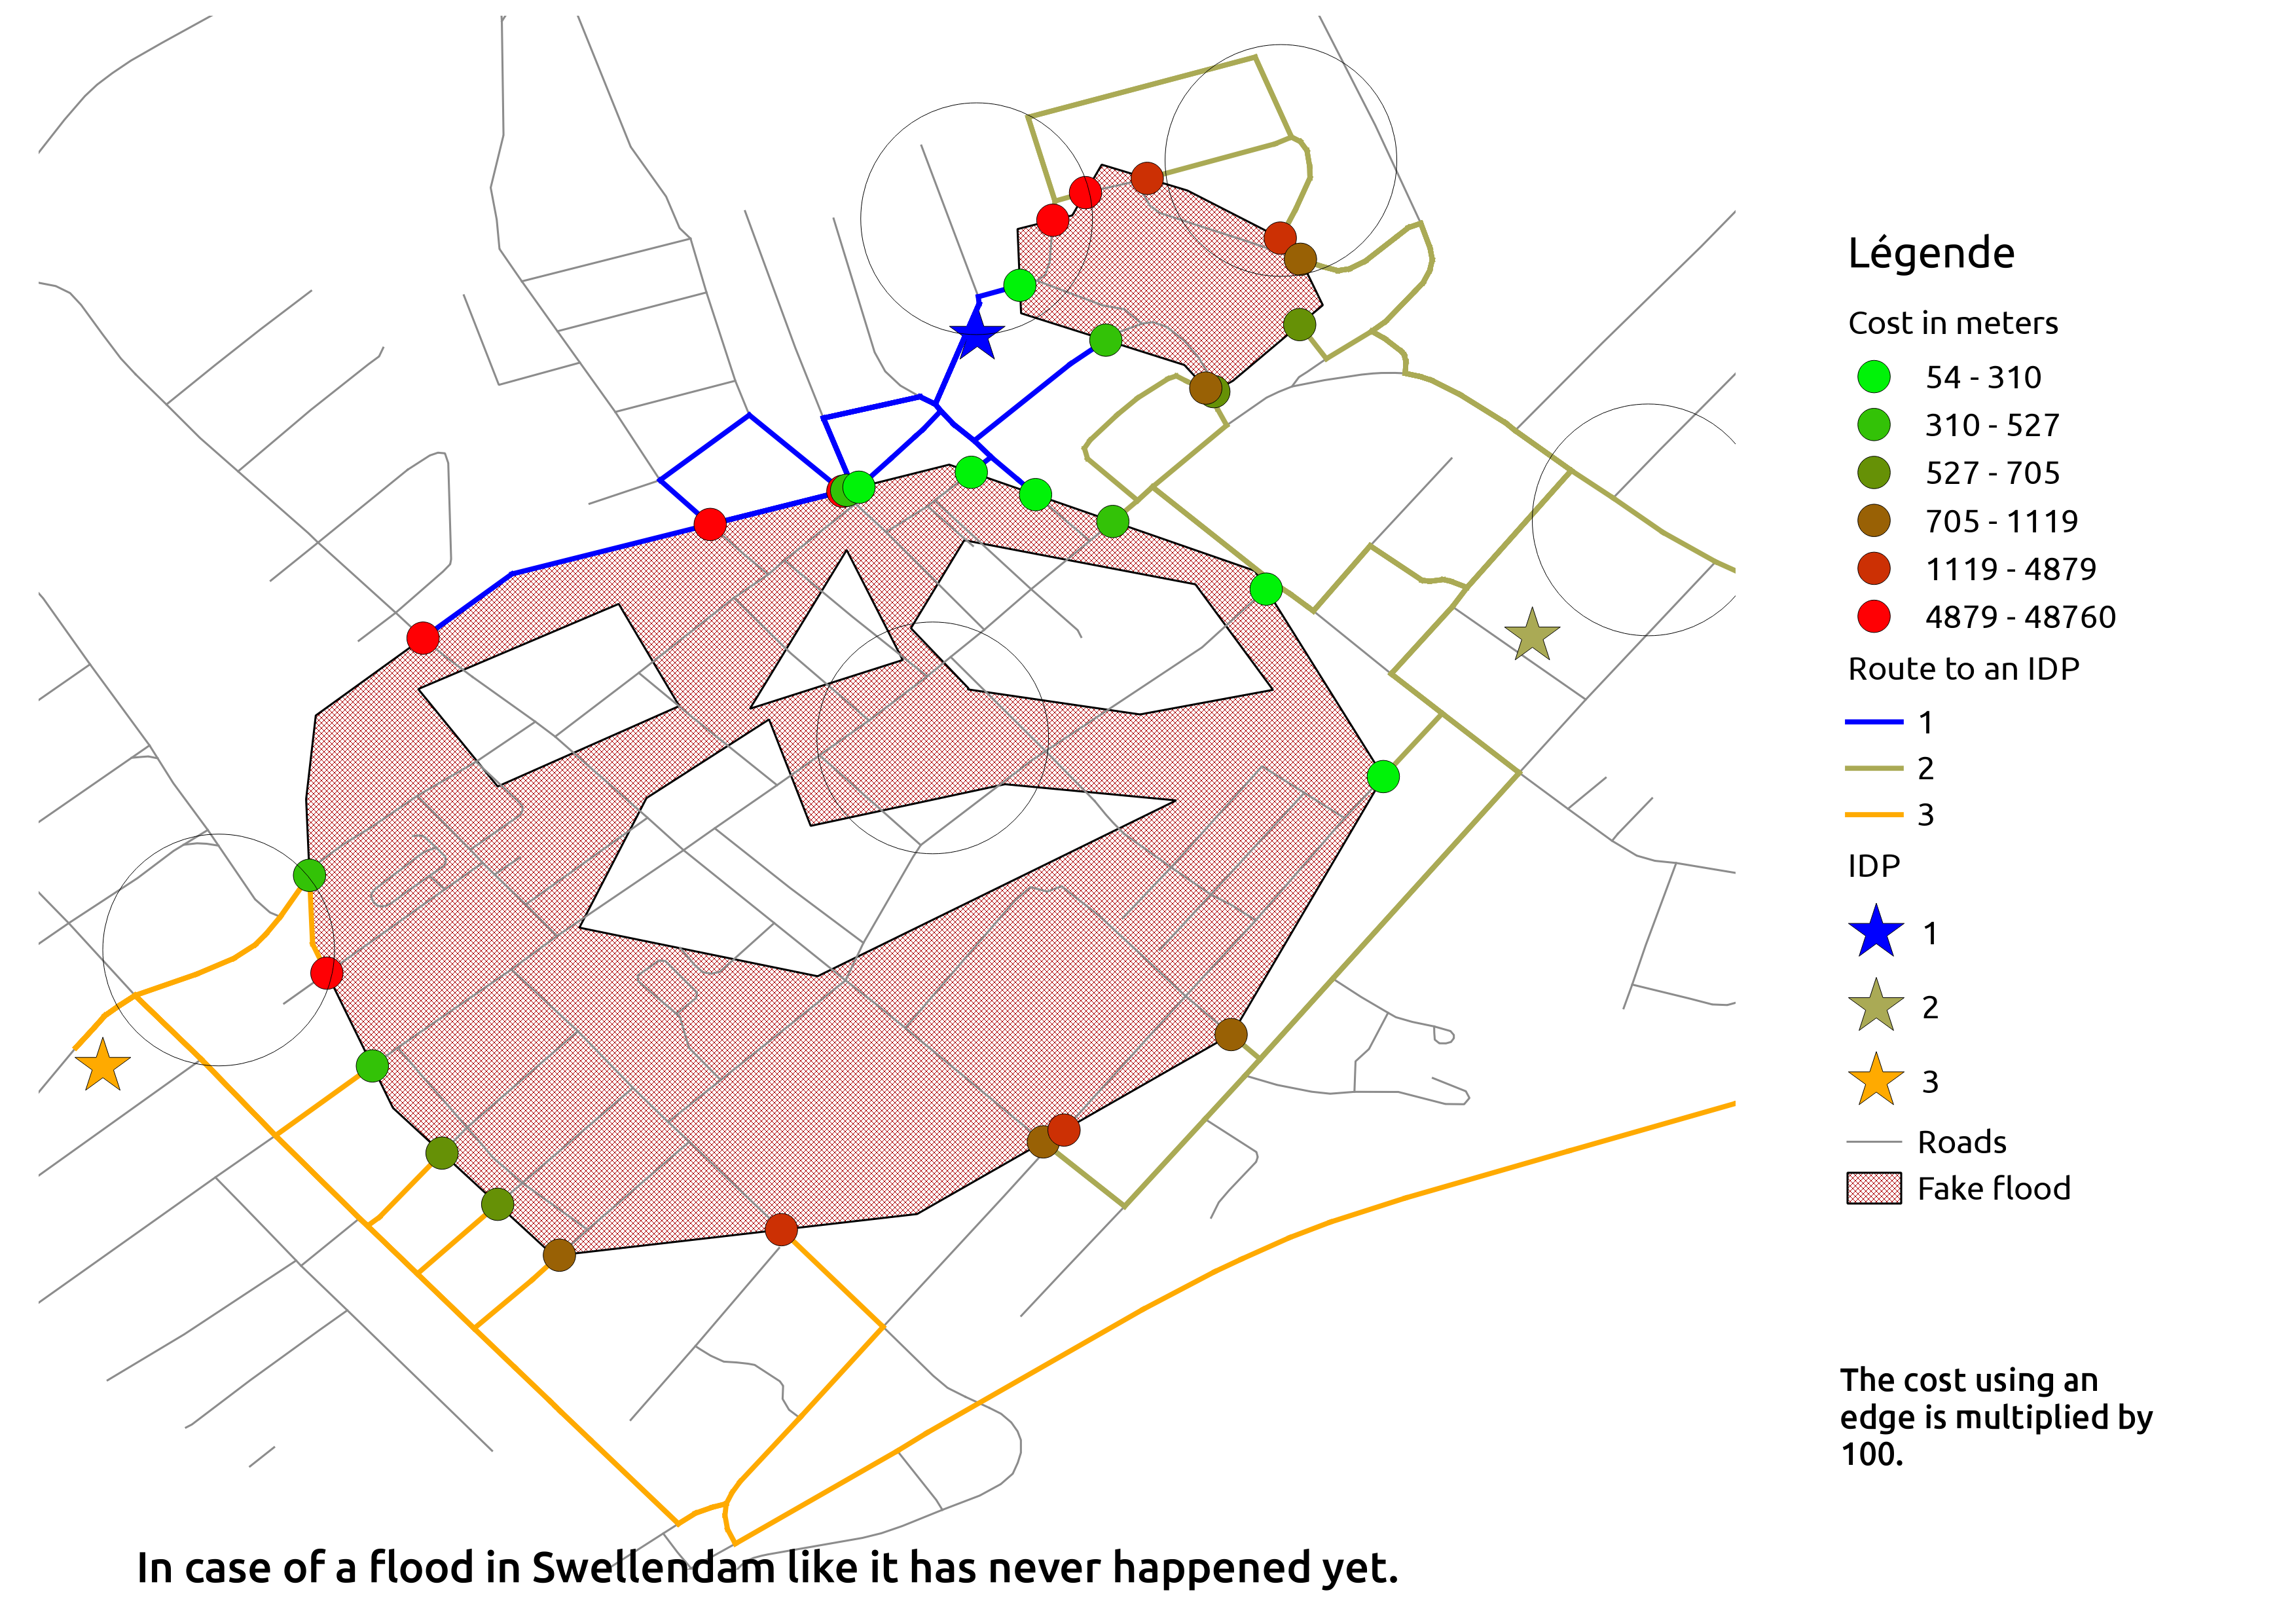 Légende
Cost in meters
54 - 310
310 - 527
527 - 705
705 - 1119
1119 - 4879
4879 - 48760
Route to an IDP
1
2
3
IDP
1
2
3
Roads
Fake flood
The cost using an
edge is multiplied by
100.
In case of a flood in Swellendam like it has never happened yet.